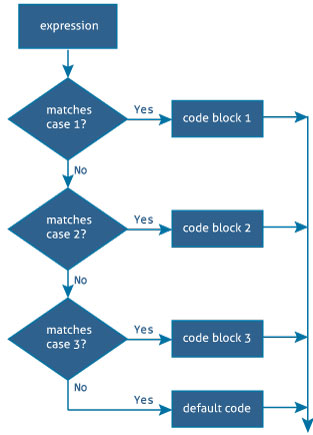 expression
matches
case 1?
Yes
code block 1
No
matches
case 2?
Yes
code block 2
No
matches
case 3?
Yes
code block 3
No
Yes
default code